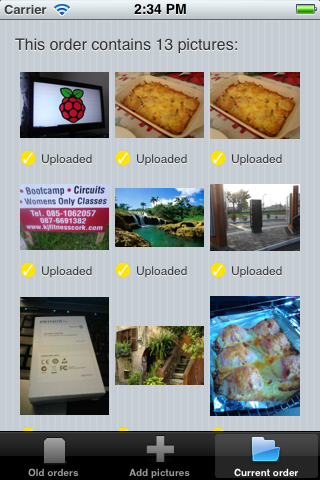 Carrier 2:34 PM
This order contains 13 pictures:
Uploaded Uploaded Uploaded
• Bootcamp • Circuits
• Womens Only Classes
Tel. 085-1062057
087-6691382
www.kjfitnesscork.com
Uploaded Uploaded Uploaded
Old orders Add pictures Current order